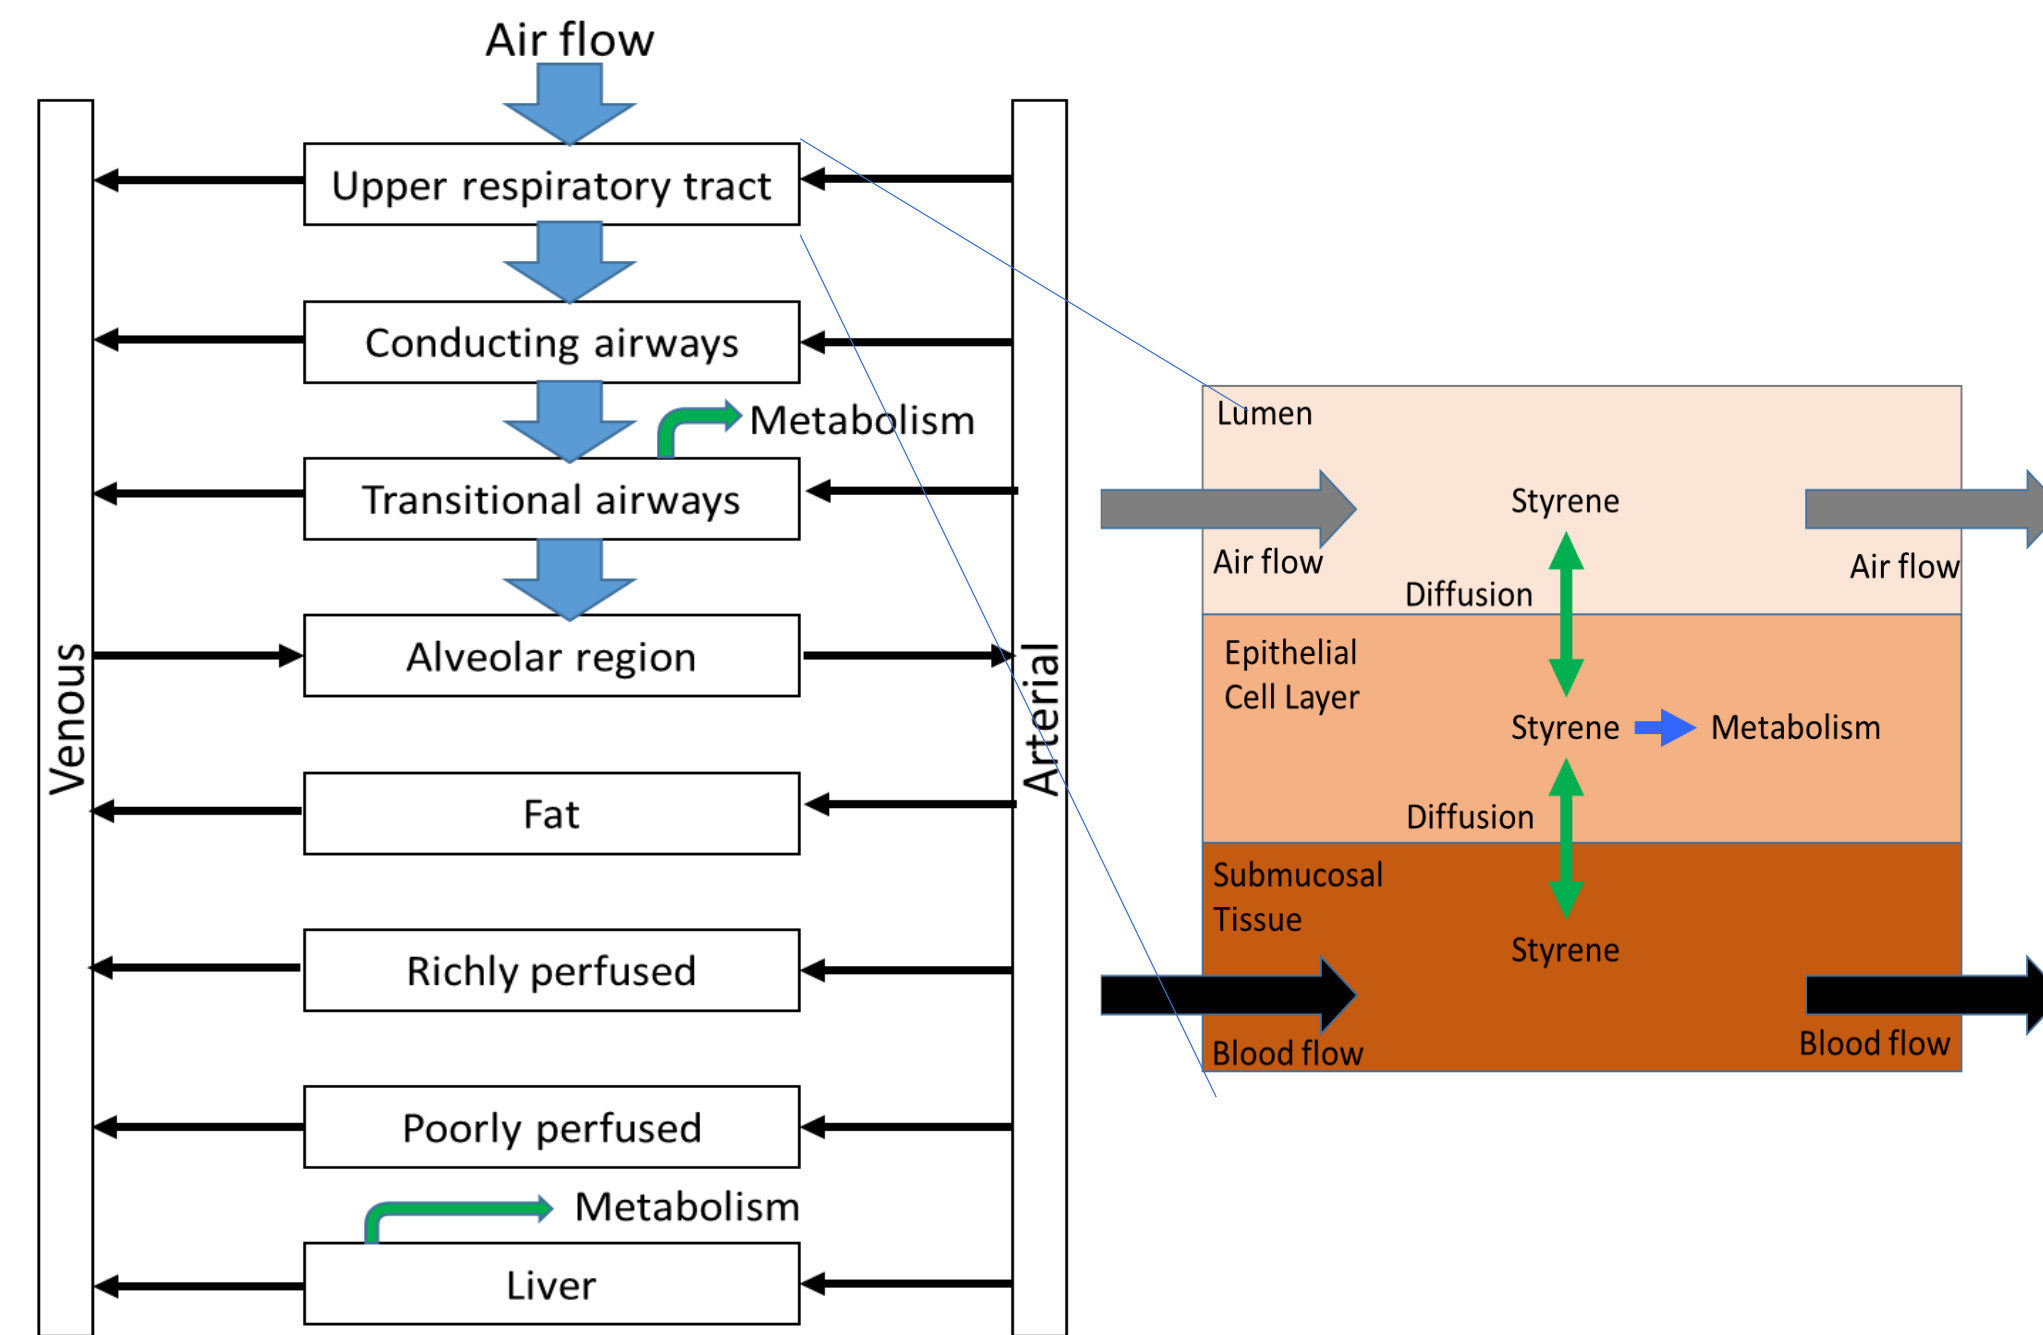 Air flow
Upper respiratory tract
Conducting airways
Metabolism
Transitional airways
Alveolar region
Fat
Richly perfused
Poorly perfused
Metabolism
Liver
Venous
Arterial
Lumen
Styrene
Air flow
Air flow
Diffusion
Epithelial
Cell Layer
Styrene
Metabolism
Diffusion
Submucosal
Tissue
Styrene
Blood flow
Blood flow